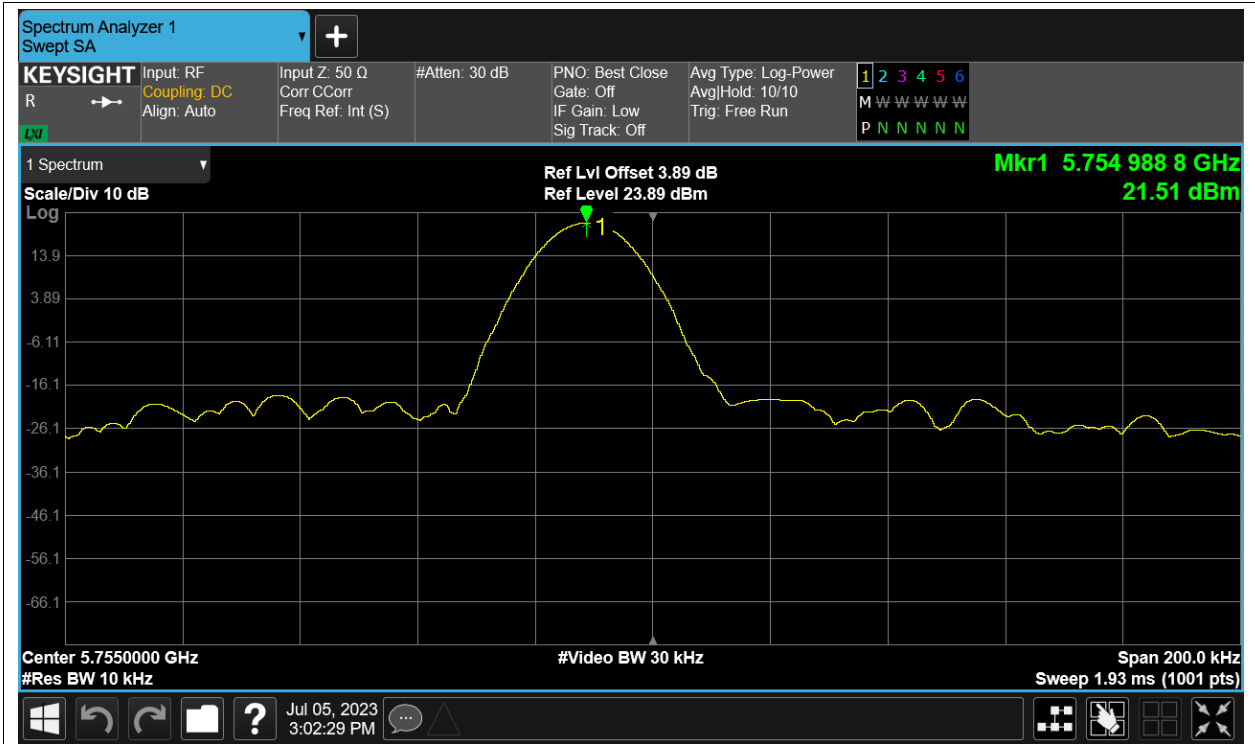 Spectrum Analyzer 1
Swept SA
KEYSIGHT
R
LXI
Input: RF
Coupling: DC
Align: Auto
Input Z: 50 Ω
Corr CCorr
Freq Ref: Int (S)
#Atten: 30 dB
PNO: Best Close
Gate: Off
IF Gain: Low
Sig Track: Off
Avg Type: Log-Power
Avg|Hold: 10/10
Trig: Free Run
1 2 3 4 5 6
M W W W W W
P N N N N N
1 Spectrum
Scale/Div 10 dB
Log
Ref Lvl Offset 3.89 dB
Ref Level 23.89 dBm
Mkr1 5.754 988 8 GHz
21.51 dBm
1
13.9
3.89
-6.11
-16.1
-26.1
-36.1
-46.1
-56.1
-66.1
Center 5.7550000 GHz
#Video BW 30 kHz
Span 200.0 kHz
#Res BW 10 kHz
Sweep 1.93 ms (1001 pts)
?
Jul 05, 2023
3:02:29 PM